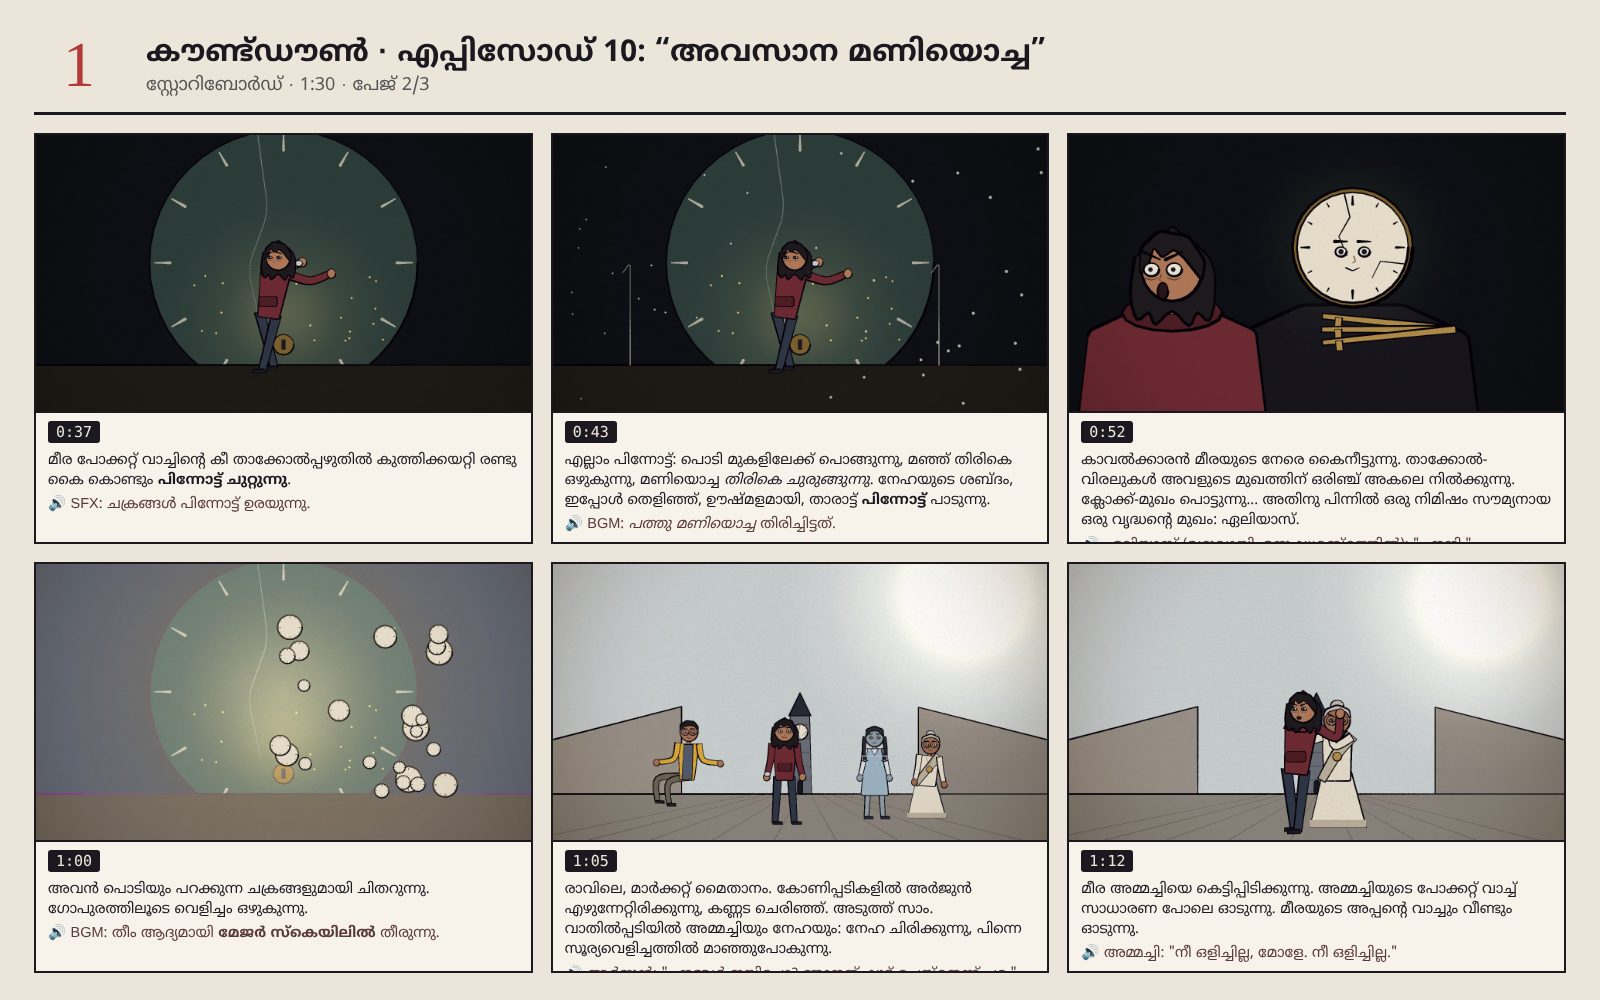 1
കൗണ്ട്ഡൗൺ · എപ്പിസോഡ് 10: “അവസാന മണിയൊച്ച”
സ്റ്റോറിബോർഡ് · 1:30 · പേജ് 2/3
0:37
മീര പോക്കറ്റ് വാച്ചിന്റെ കീ താക്കോൽപ്പഴുതിൽ കുത്തിക്കയറ്റി രണ്ടു
കൈ കൊണ്ടും പിന്നോട്ട് ചുറ്റുന്നു.
🔊 SFX: ചക്രങ്ങൾ പിന്നോട്ട് ഉരയുന്നു.
0:43
എല്ലാം പിന്നോട്ട്: പൊടി മുകളിലേക്ക് പൊങ്ങുന്നു, മഞ്ഞ് തിരികെ
ഒഴുകുന്നു, മണിയൊച്ച തിരികെ ചുരുങ്ങുന്നു. നേഹയുടെ ശബ്ദം,
ഇപ്പോൾ തെളിഞ്ഞ്, ഊഷ്മളമായി, താരാട്ട് പിന്നോട്ട് പാടുന്നു.
🔊 BGM: പത്തു മണിയൊച്ച തിരിച്ചിട്ടത്.
0:52
കാവൽക്കാരൻ മീരയുടെ നേരെ കൈനീട്ടുന്നു. താക്കോൽ-
വിരലുകൾ അവളുടെ മുഖത്തിന് ഒരിഞ്ച് അകലെ നിൽക്കുന്നു.
ക്ലോക്ക്-മുഖം പൊട്ടുന്നു... അതിനു പിന്നിൽ ഒരു നിമിഷം സൗമ്യനായ
ഒരു വൃദ്ധന്റെ മുഖം: ഏലിയാസ്.
1:00
അവൻ പൊടിയും പറക്കുന്ന ചക്രങ്ങളുമായി ചിതറുന്നു.
ഗോപുരത്തിലൂടെ വെളിച്ചം ഒഴുകുന്നു.
🔊 BGM: തീം ആദ്യമായി മേജർ സ്കെയിലിൽ തീരുന്നു.
1:05
രാവിലെ, മാർക്കറ്റ് മൈതാനം. കോണിപ്പടികളിൽ അർജുൻ
എഴുന്നേറ്റിരിക്കുന്നു, കണ്ണട ചെരിഞ്ഞ്. അടുത്ത് സാം.
വാതിൽപടിയിൽ അമ്മച്ചിയും നേഹയും: നേഹ ചിരിക്കുന്നു, പിന്നെ
സൂര്യവെളിച്ചത്തിൽ മാഞ്ഞുപോകുന്നു.
1:12
മീര അമ്മച്ചിയെ കെട്ടിപ്പിടിക്കുന്നു. അമ്മച്ചിയുടെ പോക്കറ്റ് വാച്ച്
സാധാരണ പോലെ ഓടുന്നു. മീരയുടെ അപ്പന്റെ വാച്ചും വീണ്ടും
ഓടുന്നു.
🔊 അമ്മച്ചി: "നീ ഒളിച്ചില്ല, മോളേ. നീ ഒളിച്ചില്ല."